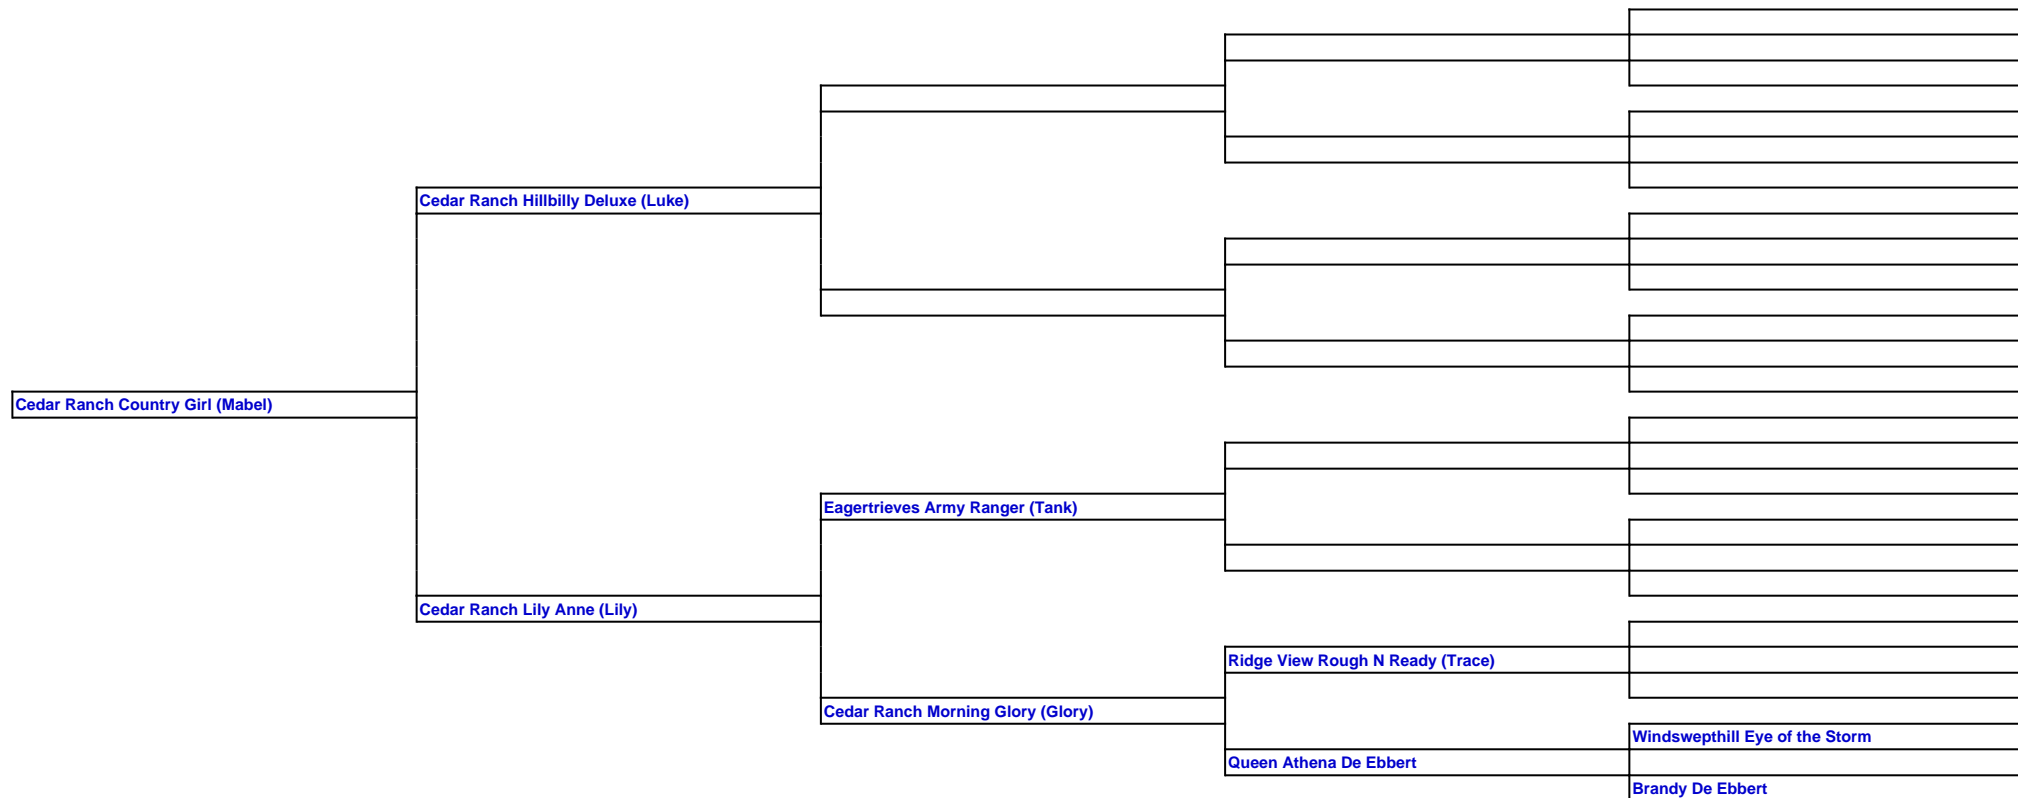 Cedar Ranch Hillbilly Deluxe (Luke)
Cedar Ranch Country Girl (Mabel)
Eagertrieves Army Ranger (Tank)
Cedar Ranch Lily Anne (Lily)
Ridge View Rough N Ready (Trace)
Cedar Ranch Morning Glory (Glory)
Windswepthill Eye of the Storm
Queen Athena De Ebbert
Brandy De Ebbert